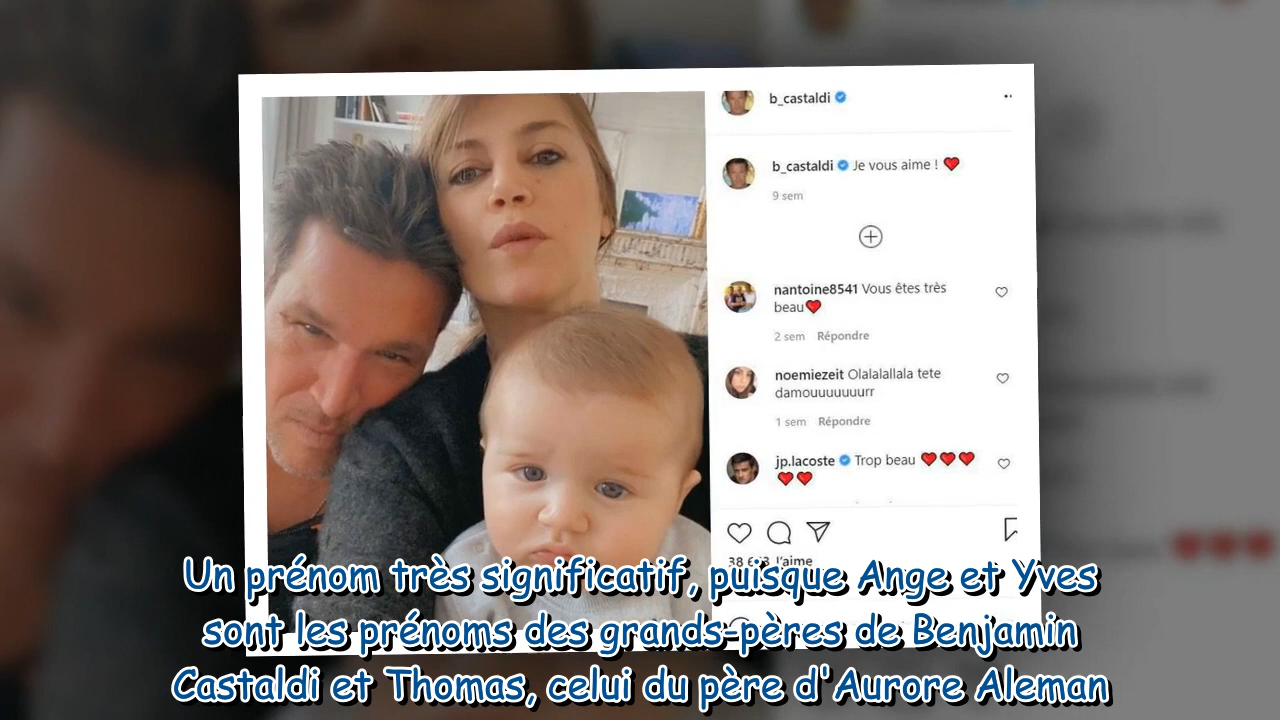 b_castaldi
b_castaldi Je vous aime ! ❤️
9 sem
nantoine8541 Vous êtes très
beau❤️
2 sem Répondre
noemiezeit Olalalallala tete
damouuuuuuurr
1 sem Répondre
jp.lacoste Trop beau ❤️❤️❤️
❤️❤️
J'aime
Un prénom très significatif, puisque Ange et Yves
sont les prénoms des grands-pères de Benjamin
Castaldi et Thomas, celui du père d'Aurore Aleman